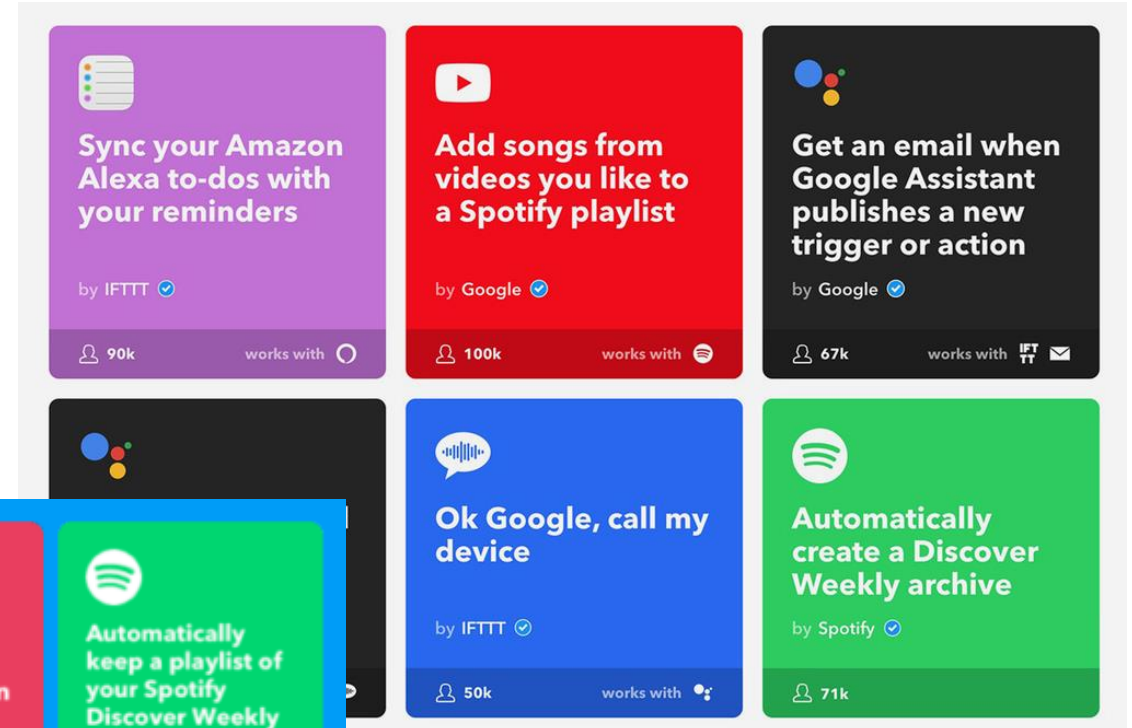 Sync your Amazon
Alexa to-dos with
your reminders
by IFTTT
90k
works with
Add songs from
videos you like to
a Spotify playlist
by Google
100k
works with
Get an email when
Google Assistant
publishes a new
trigger or action
by Google
67k
works with IFTTT
Ok Google, call my
device
by IFTTT
50k
works with
Automatically
create a Discover
Weekly archive
by Spotify
71k
Automatically
keep a playlist of
your Spotify
Discover Weekly